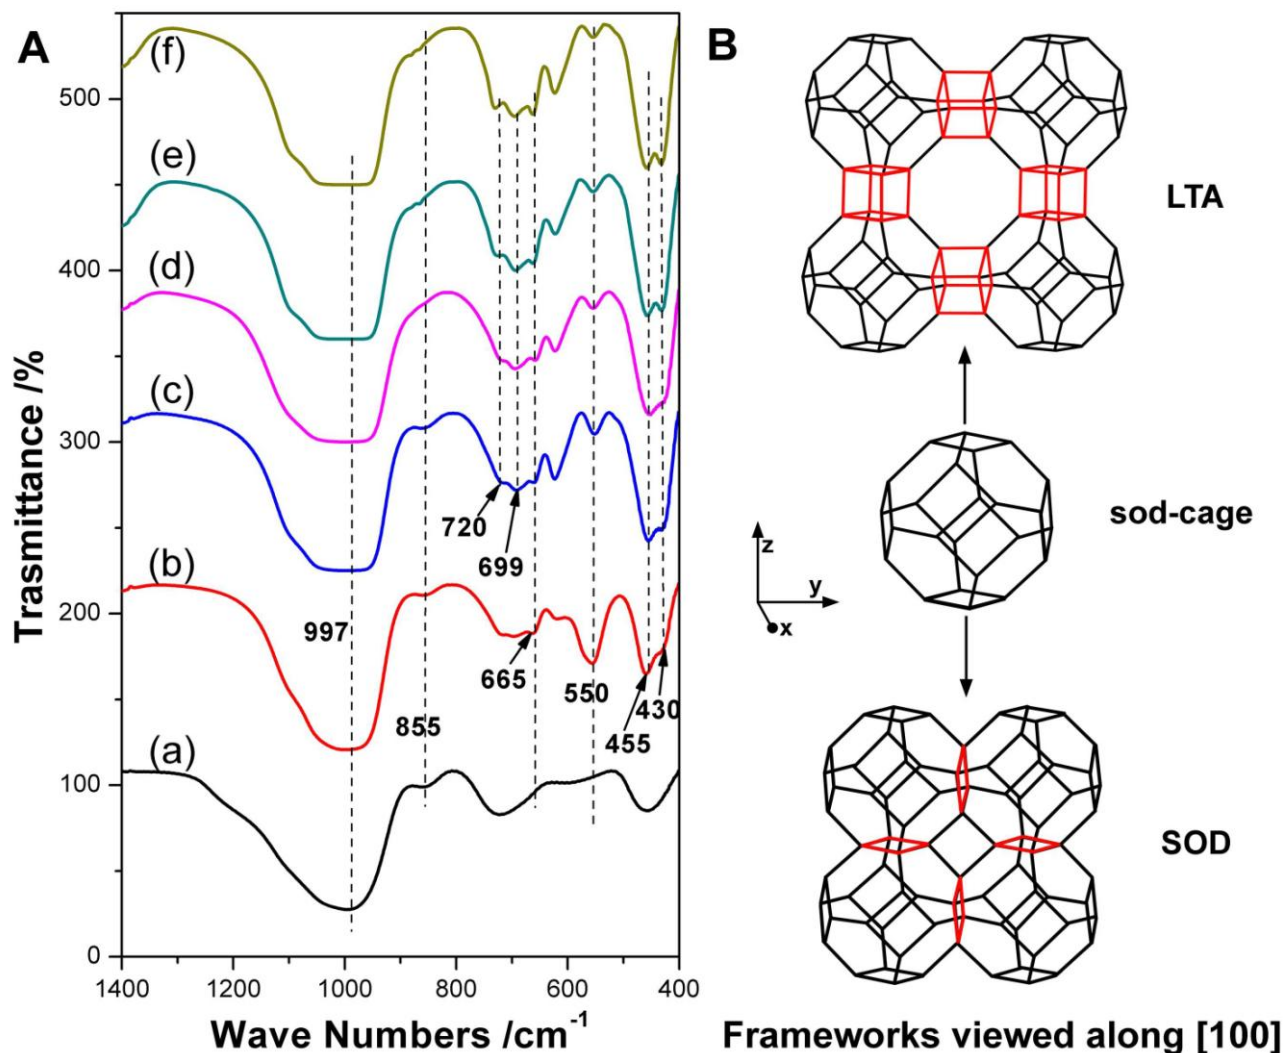 A
(f)
500
(e)
400
(d)
(c)
300
720
699
(b)
200
997
665
550
430
855
455
(a)
100
0
1400 1200 1000 800 600 400
Trasmittance /%
Wave Numbers /cm⁻¹
B
LTA
sod-cage
z
y
x
SOD
Frameworks viewed along [100]